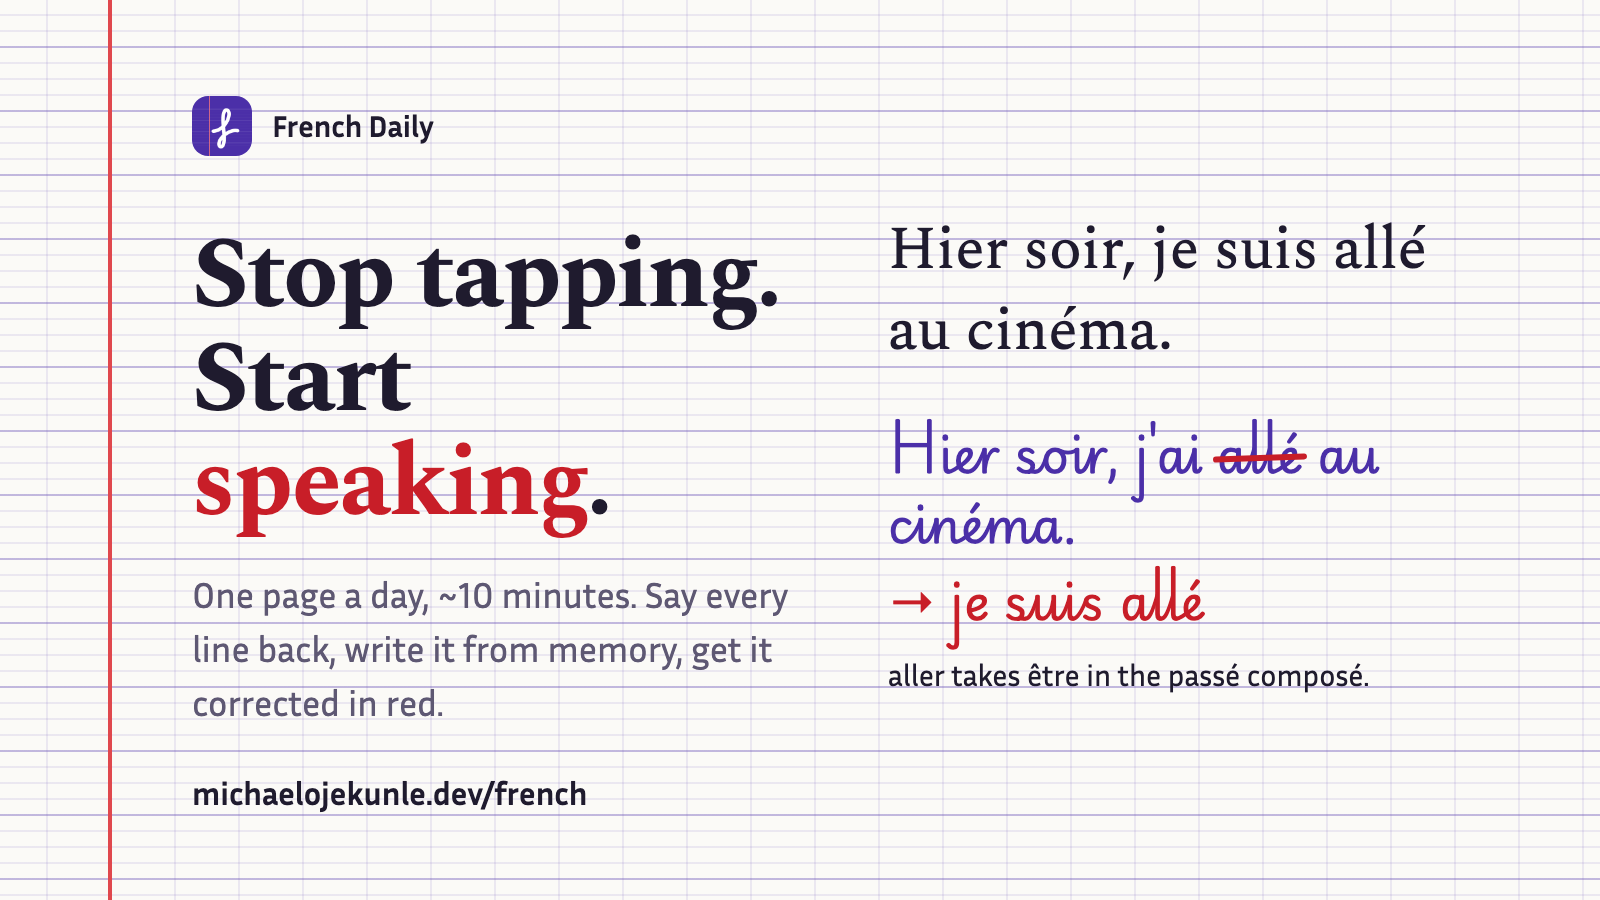 French Daily
Stop tapping.
Start
speaking.
One page a day, ~10 minutes. Say every
line back, write it from memory, get it
corrected in red.
michaelojekunle.dev/french
Hier soir, je suis allé
au cinéma.
Hier soir, j'ai allé au
cinéma.
→ je suis allé
aller takes être in the passé composé.